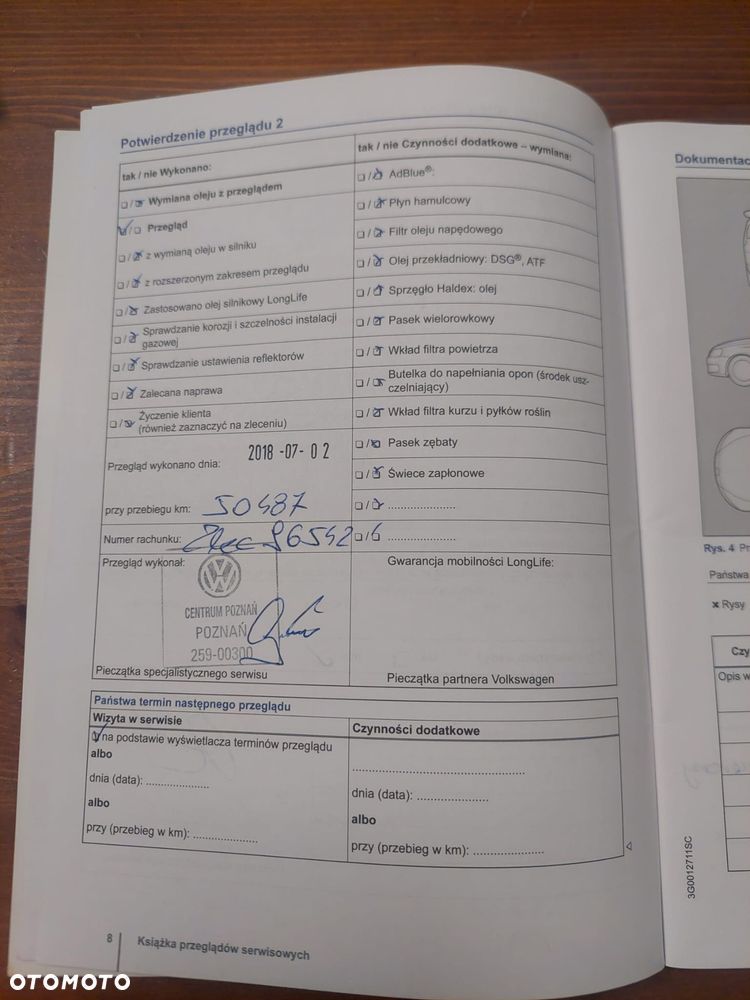 Potwierdzenie przeglądu 2
tak / nie Wykonano:
❑ / ❑ Wymiana oleju z przeglądem
❑ / ❑ Przegląd
❑ / ❑ z wymianą oleju w silniku
❑ / ❑ z rozszerzonym zakresem przeglądu
❑ / ❑ Zastosowano olej silnikowy LongLife
❑ / ❑ Sprawdzanie korozji i szczelności instalacji
gazowej
❑ / ❑ Sprawdzanie ustawienia reflektorów
❑ / ❑ Zalecana naprawa
❑ / ❑ Życzenie klienta
(również zaznaczyć na zleceniu)
Przegląd wykonano dnia: 2018 -07- 02
przy przebiegu km: 50487
Numer rachunku:
Przegląd wykonał:
CENTRUM POZNAŃ
POZNAŃ
259-00300
Pieczątka specjalistycznego serwisu
tak / nie Czynności dodatkowe – wymiana:
❑ / ❑ AdBlue®:
❑ / ❑ Płyn hamulcowy
❑ / ❑ Filtr oleju napędowego
❑ / ❑ Olej przekładniowy: DSG®, ATF
❑ / ❑ Sprzęgło Haldex: olej
❑ / ❑ Pasek wielorowkowy
❑ / ❑ Wkład filtra powietrza
❑ / ❑ Butelka do napełniania opon (środek usz-
czelniający)
❑ / ❑ Wkład filtra kurzu i pyłków roślin
❑ / ❑ Pasek zębaty
❑ / ❑ Świece zapłonowe
❑ / ❑ .....................
❑ / ❑ .....................
Gwarancja mobilności LongLife:
Pieczątka partnera Volkswagen
Państwa termin następnego przeglądu
Wizyta w serwisie
❑ na podstawie wyświetlacza terminów przeglądu
albo
dnia (data): ....................
albo
przy (przebieg w km): ....................
Czynności dodatkowe
......................................................
dnia (data): ......................
albo
przy (przebieg w km): ......................
8 Książka przeglądów serwisowych
Dokumentac
Rys. 4 Pr
Państwa
× Rysy
Czy
Opis w
3G0012711SC
OTOMOTO